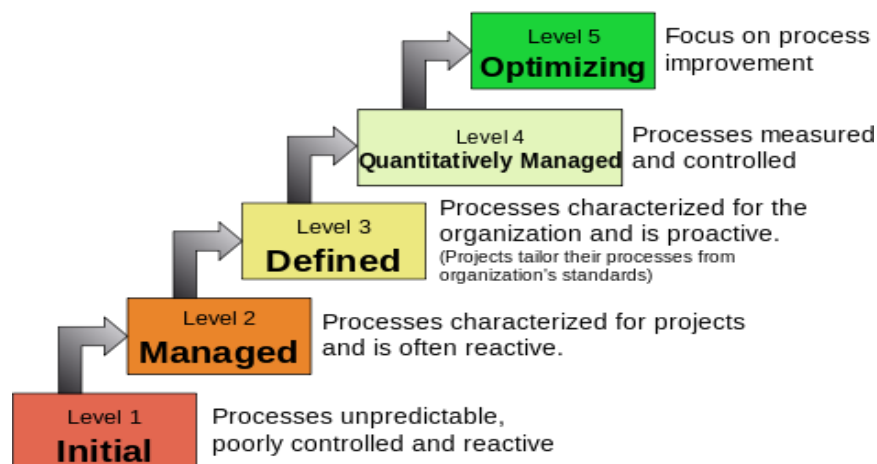 Level 5
Optimizing
Focus on process
improvement
Level 4
Quantitatively Managed
Processes measured
and controlled
Level 3
Defined
Processes characterized for the
organization and is proactive.
(Projects tailor their processes from
organization's standards)
Level 2
Managed
Processes characterized for projects
and is often reactive.
Level 1
Initial
Processes unpredictable,
poorly controlled and reactive